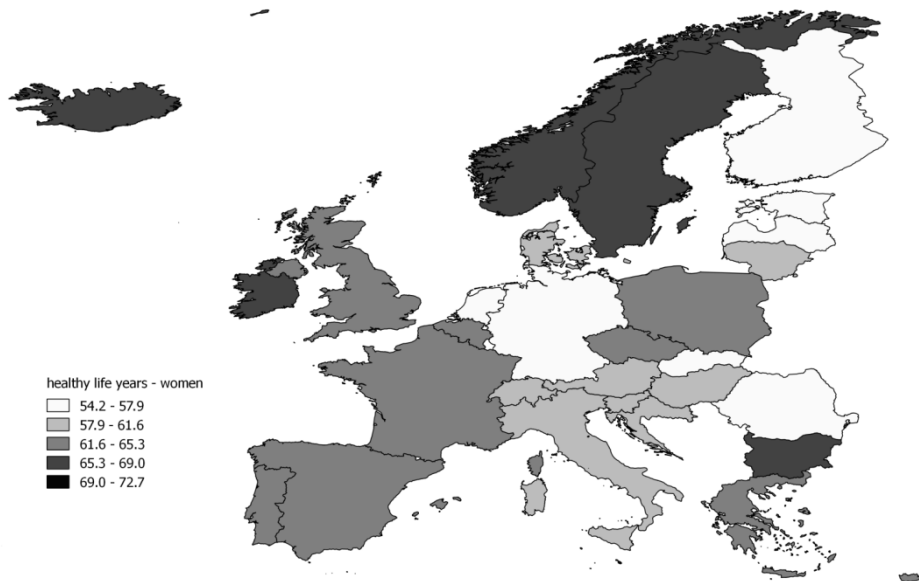 healthy life years - women
54.2 - 57.9
57.9 - 61.6
61.6 - 65.3
65.3 - 69.0
69.0 - 72.7